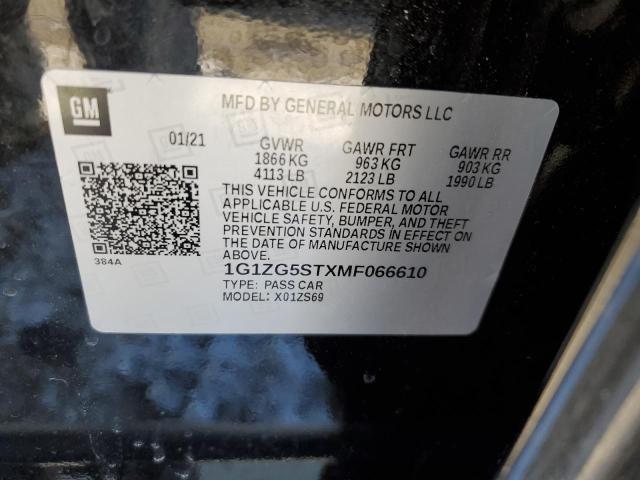 GM
MFD BY GENERAL MOTORS LLC
01/21 GVWR GAWR FRT GAWR RR
1866 KG 963 KG 903 KG
4113 LB 2123 LB 1990 LB
THIS VEHICLE CONFORMS TO ALL
APPLICABLE U.S. FEDERAL MOTOR
VEHICLE SAFETY, BUMPER, AND THEFT
PREVENTION STANDARDS IN EFFECT ON
THE DATE OF MANUFACTURE SHOWN
ABOVE.
384A
1G1ZG5STXMF066610
TYPE: PASS CAR
MODEL: X01ZS69